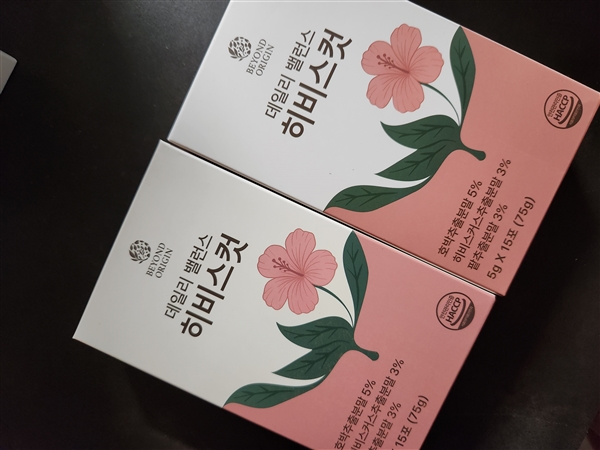 BEYOND
ORIGIN
데일리 밸런스
히비스컷
호박추출분말 5%
히비스커스추출분말 3%
팥추출분말 3%
5g X 15포 (75g)
HACCP
BEYOND
ORIGIN
데일리 밸런스
히비스컷
호박추출분말 5%
히비스커스추출분말 3%
팥추출분말 3%
15포 (75g)
HACCP